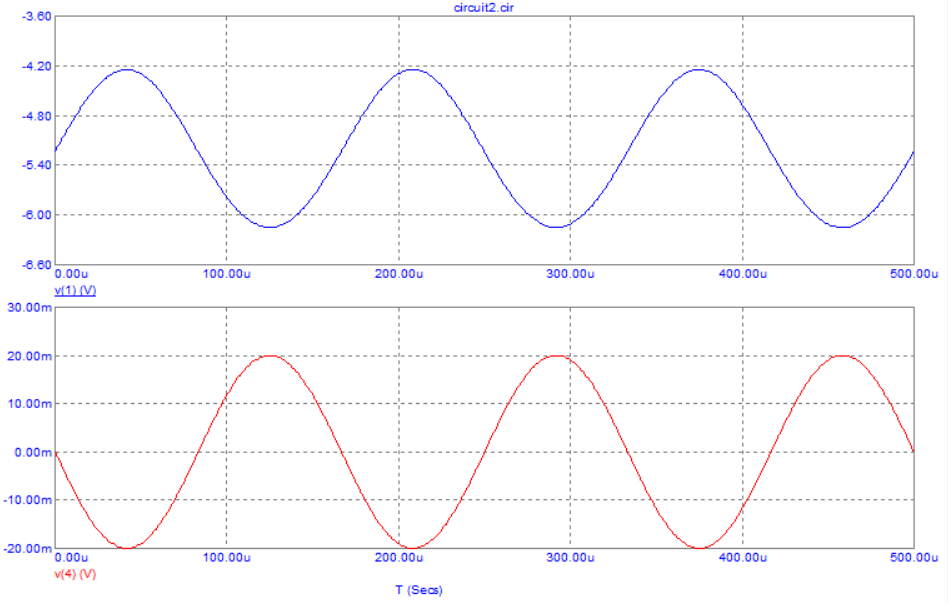 circuit2.cir
-3.60
-4.20
-4.80
-5.40
-6.00
-6.60
0.00u 100.00u 200.00u 300.00u 400.00u 500.00u
v(1) (V)
30.00m
20.00m
10.00m
0.00m
-10.00m
-20.00m
0.00u 100.00u 200.00u 300.00u 400.00u 500.00u
v(4) (V)
T (Secs)